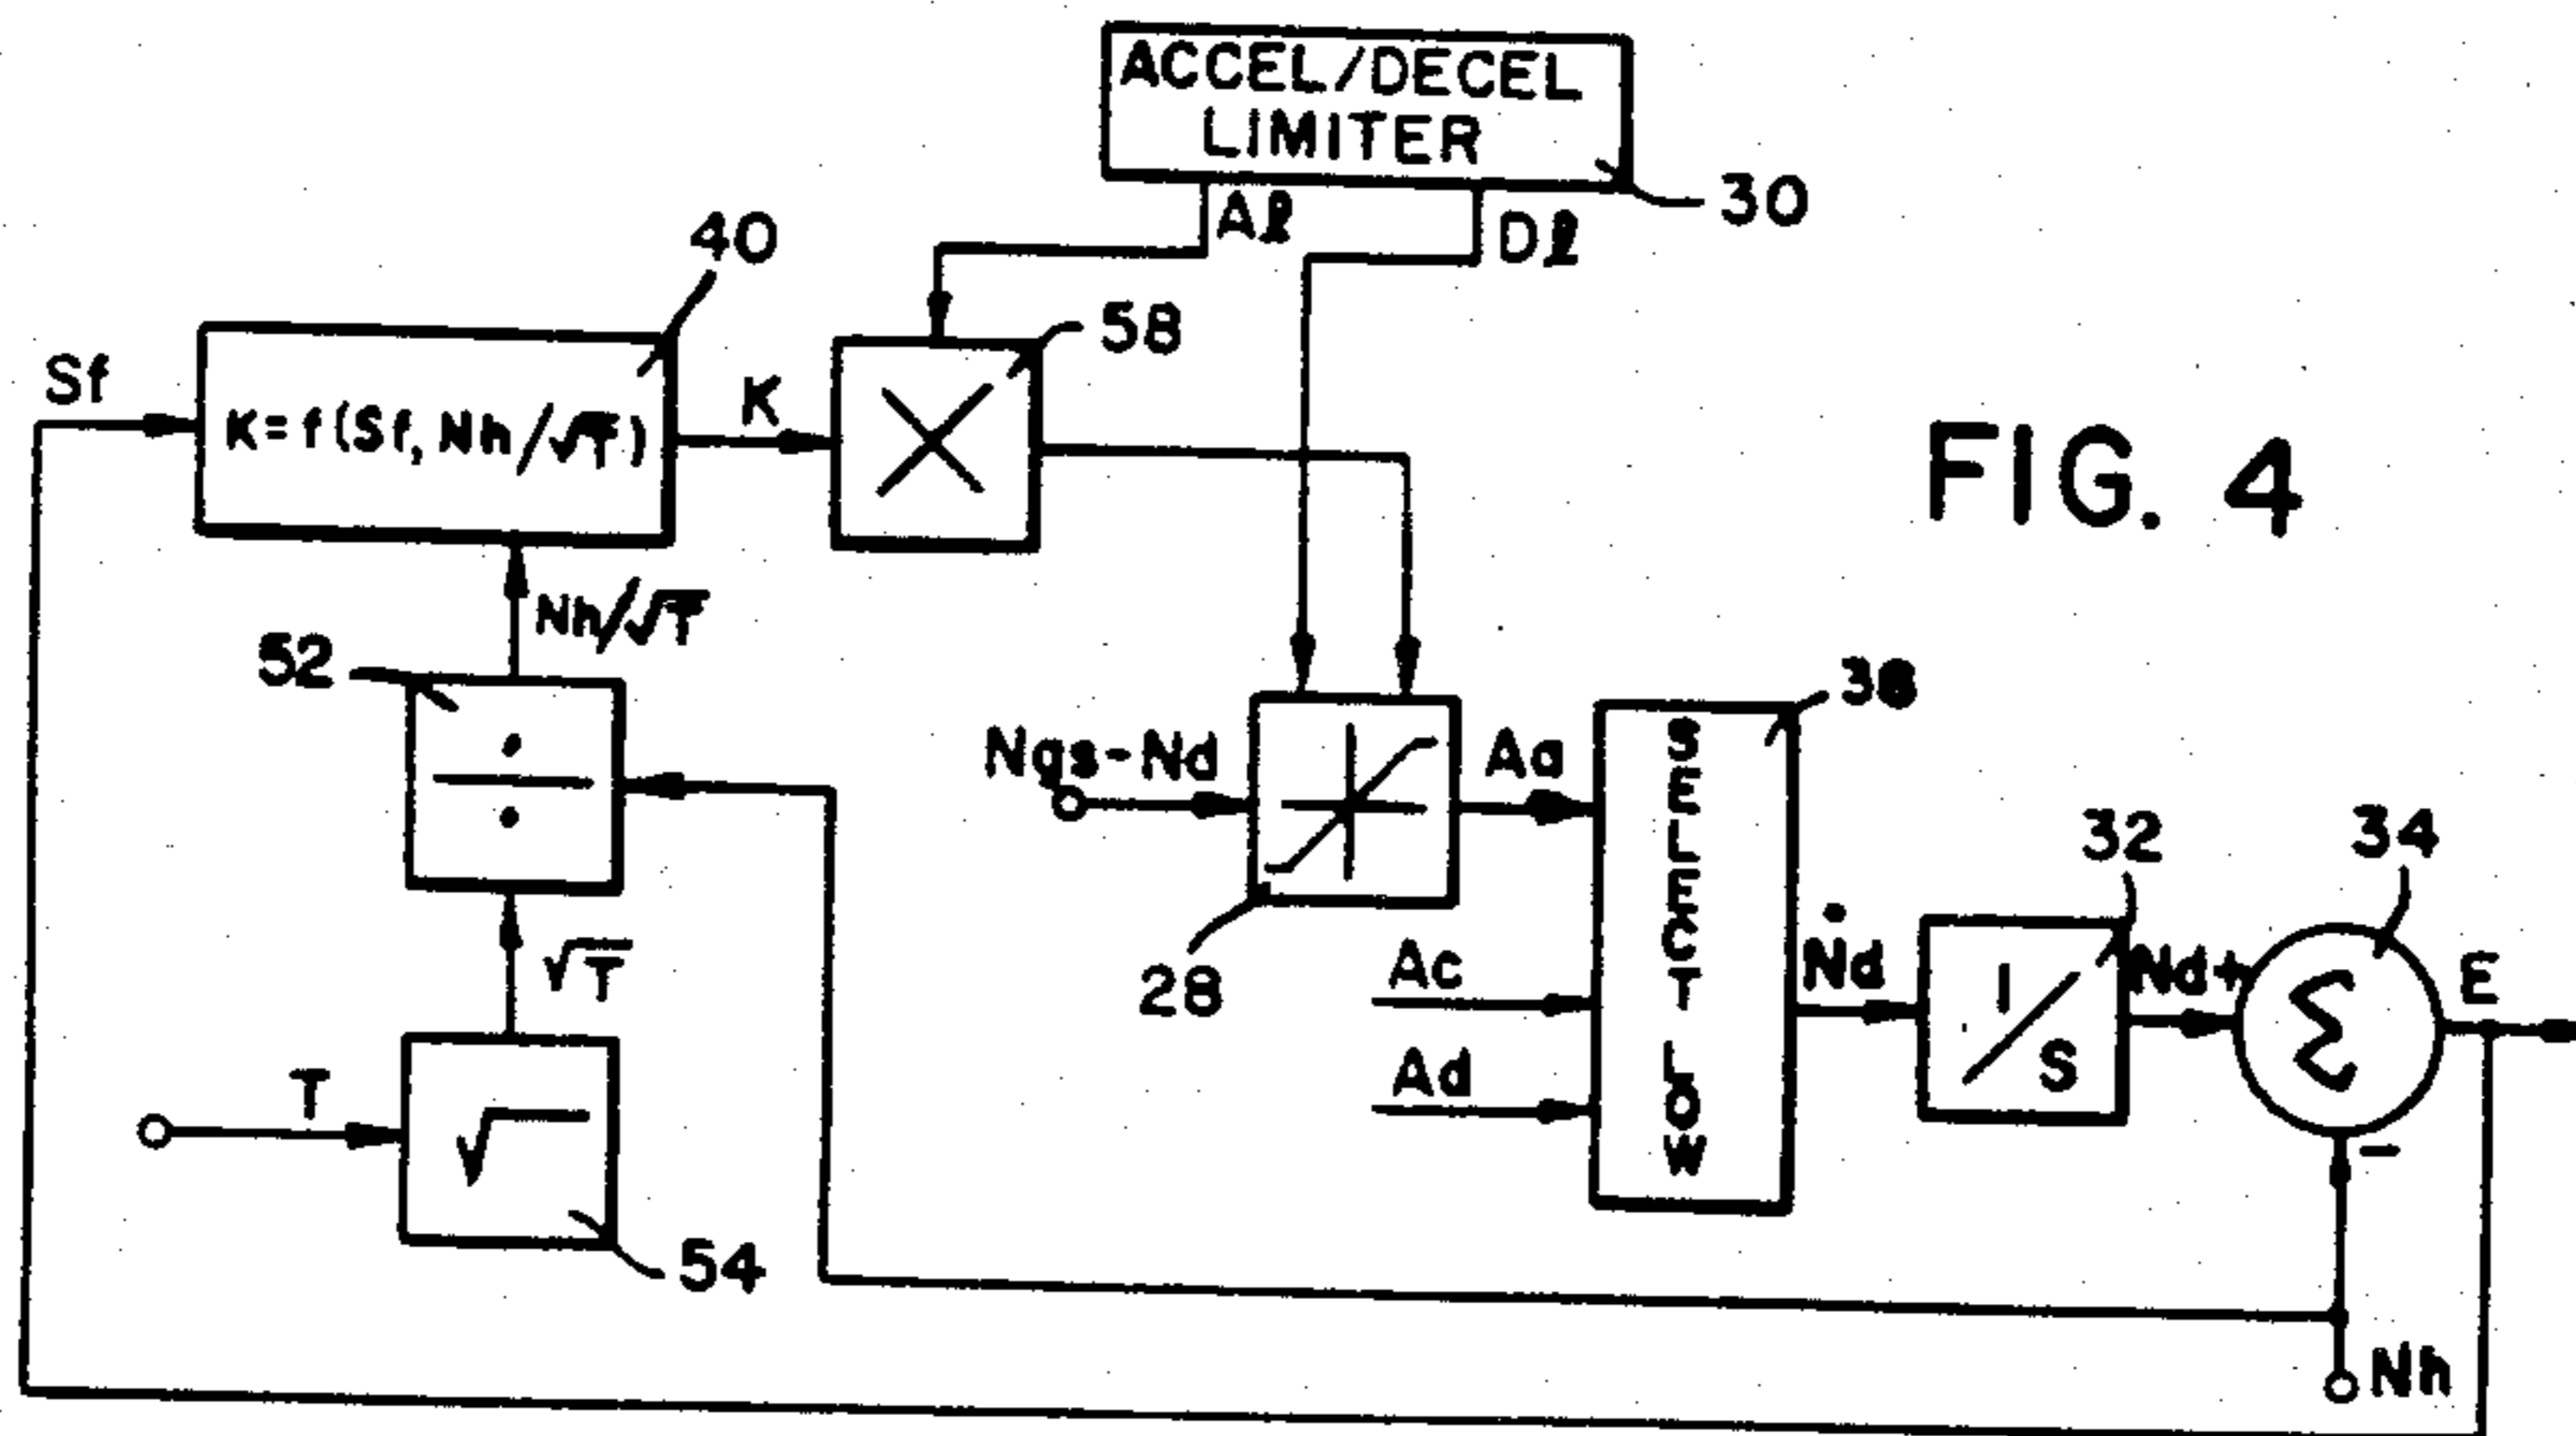 ACCEL/DECEL
LIMITER
30
Aℓ
Dℓ
40
58
Sf
K=f(Sf, Nh/√T)
K
FIG. 4
Nh/√T
52
38
Ngs-Nd
Aa
SELECT LOW
32
34
28
√T
Ac
Ṅd
1/S
Nd+
Σ
E
Ad
T
√
-
54
Nh